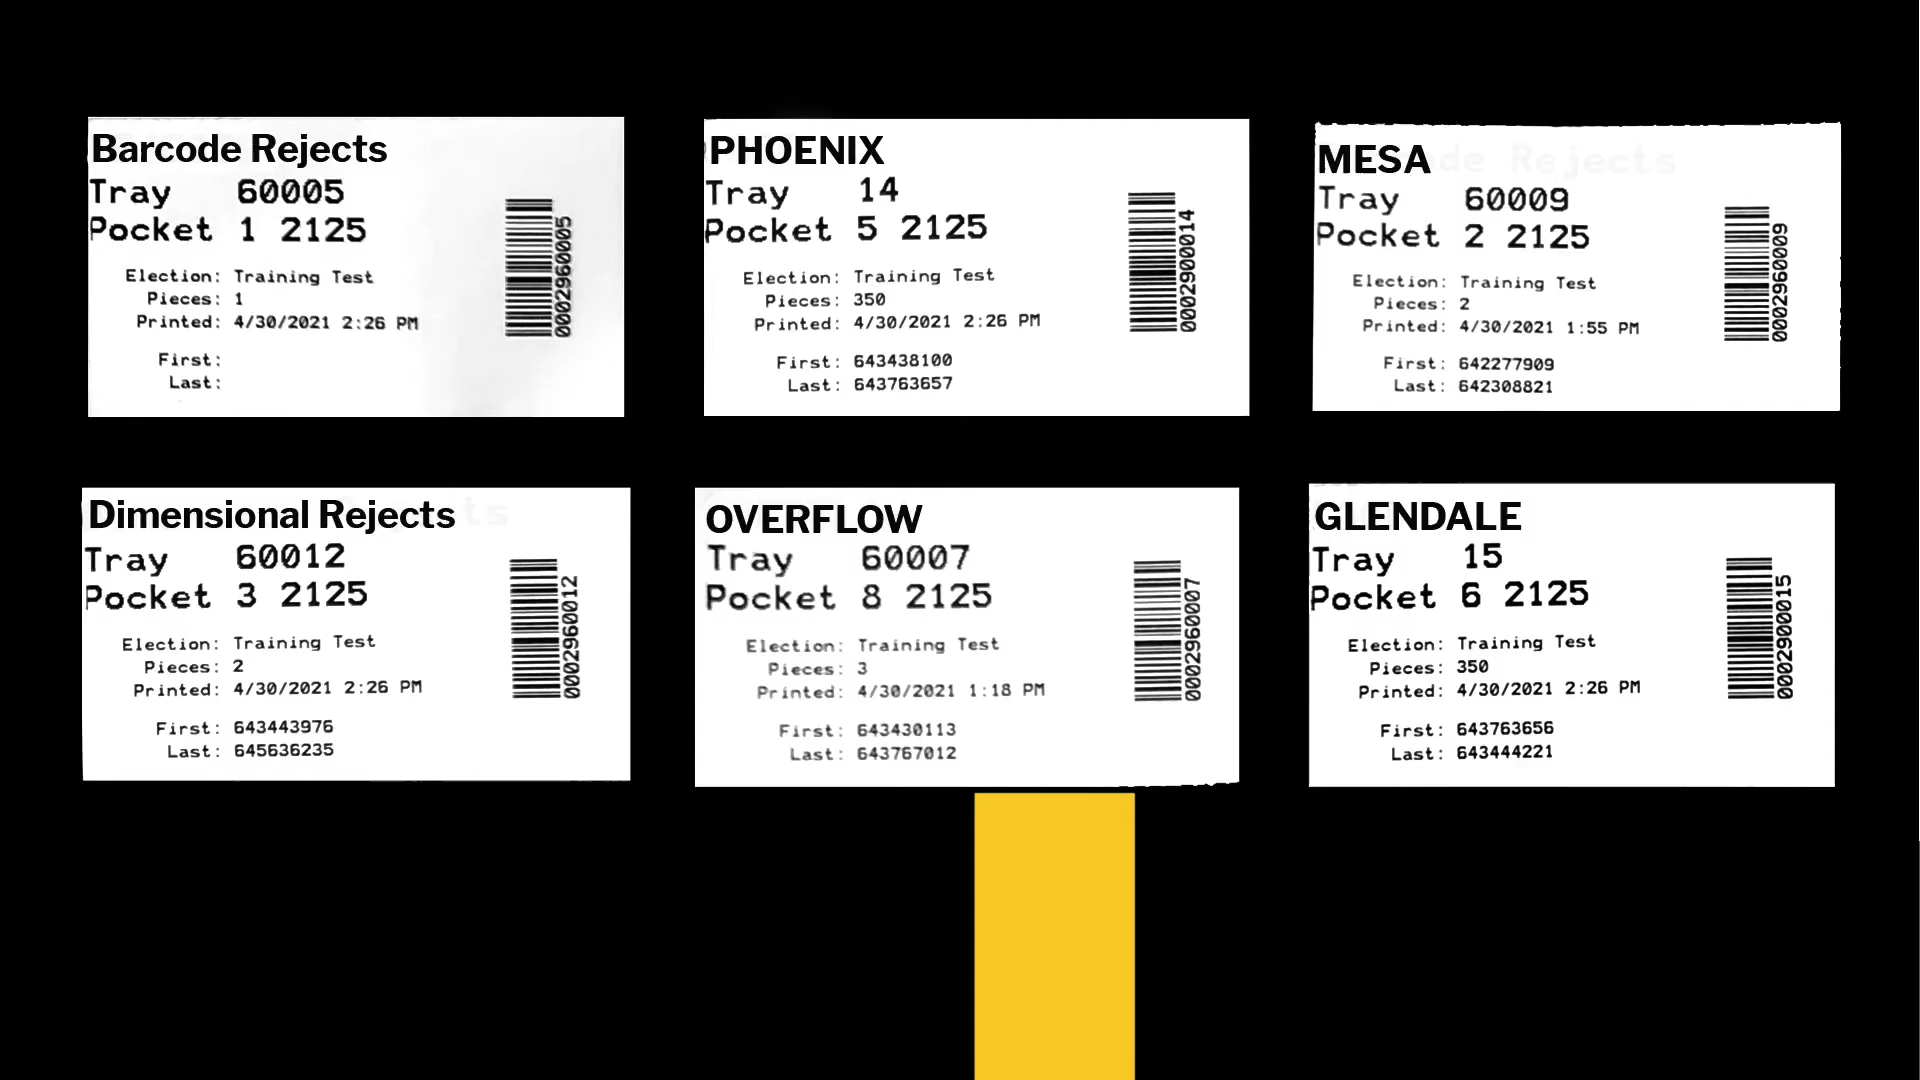 Barcode Rejects
Tray 60005
Pocket 1 2125
Election: Training Test
Pieces: 1
Printed: 4/30/2021 2:26 PM
First:
Last:
0002960005
PHOENIX
Tray 14
Pocket 5 2125
Election: Training Test
Pieces: 350
Printed: 4/30/2021 2:26 PM
First: 643438100
Last: 643763657
0002900014
MESA
Tray 60009
Pocket 2 2125
Election: Training Test
Pieces: 2
Printed: 4/30/2021 1:55 PM
First: 642277909
Last: 642308821
0002960009
Dimensional Rejects
Tray 60012
Pocket 3 2125
Election: Training Test
Pieces: 2
Printed: 4/30/2021 2:26 PM
First: 643443976
Last: 645636235
0002960012
OVERFLOW
Tray 60007
Pocket 8 2125
Election: Training Test
Pieces: 3
Printed: 4/30/2021 1:18 PM
First: 643430113
Last: 643767012
0002960007
GLENDALE
Tray 15
Pocket 6 2125
Election: Training Test
Pieces: 350
Printed: 4/30/2021 2:26 PM
First: 643763656
Last: 643444221
0002900015